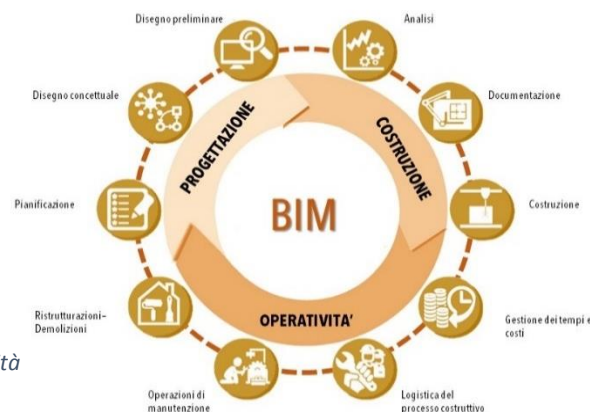 Disegno preliminare
Analisi
Disegno concettuale
Documentazione
PROGETTAZIONE
COSTRUZIONE
Pianificazione
BIM
Costruzione
OPERATIVITA’
Ristrutturazioni-
Demolizioni
Gestione dei tempi e
costi
tà
Operazioni di
manutenzione
Logistica del
processo costruttivo